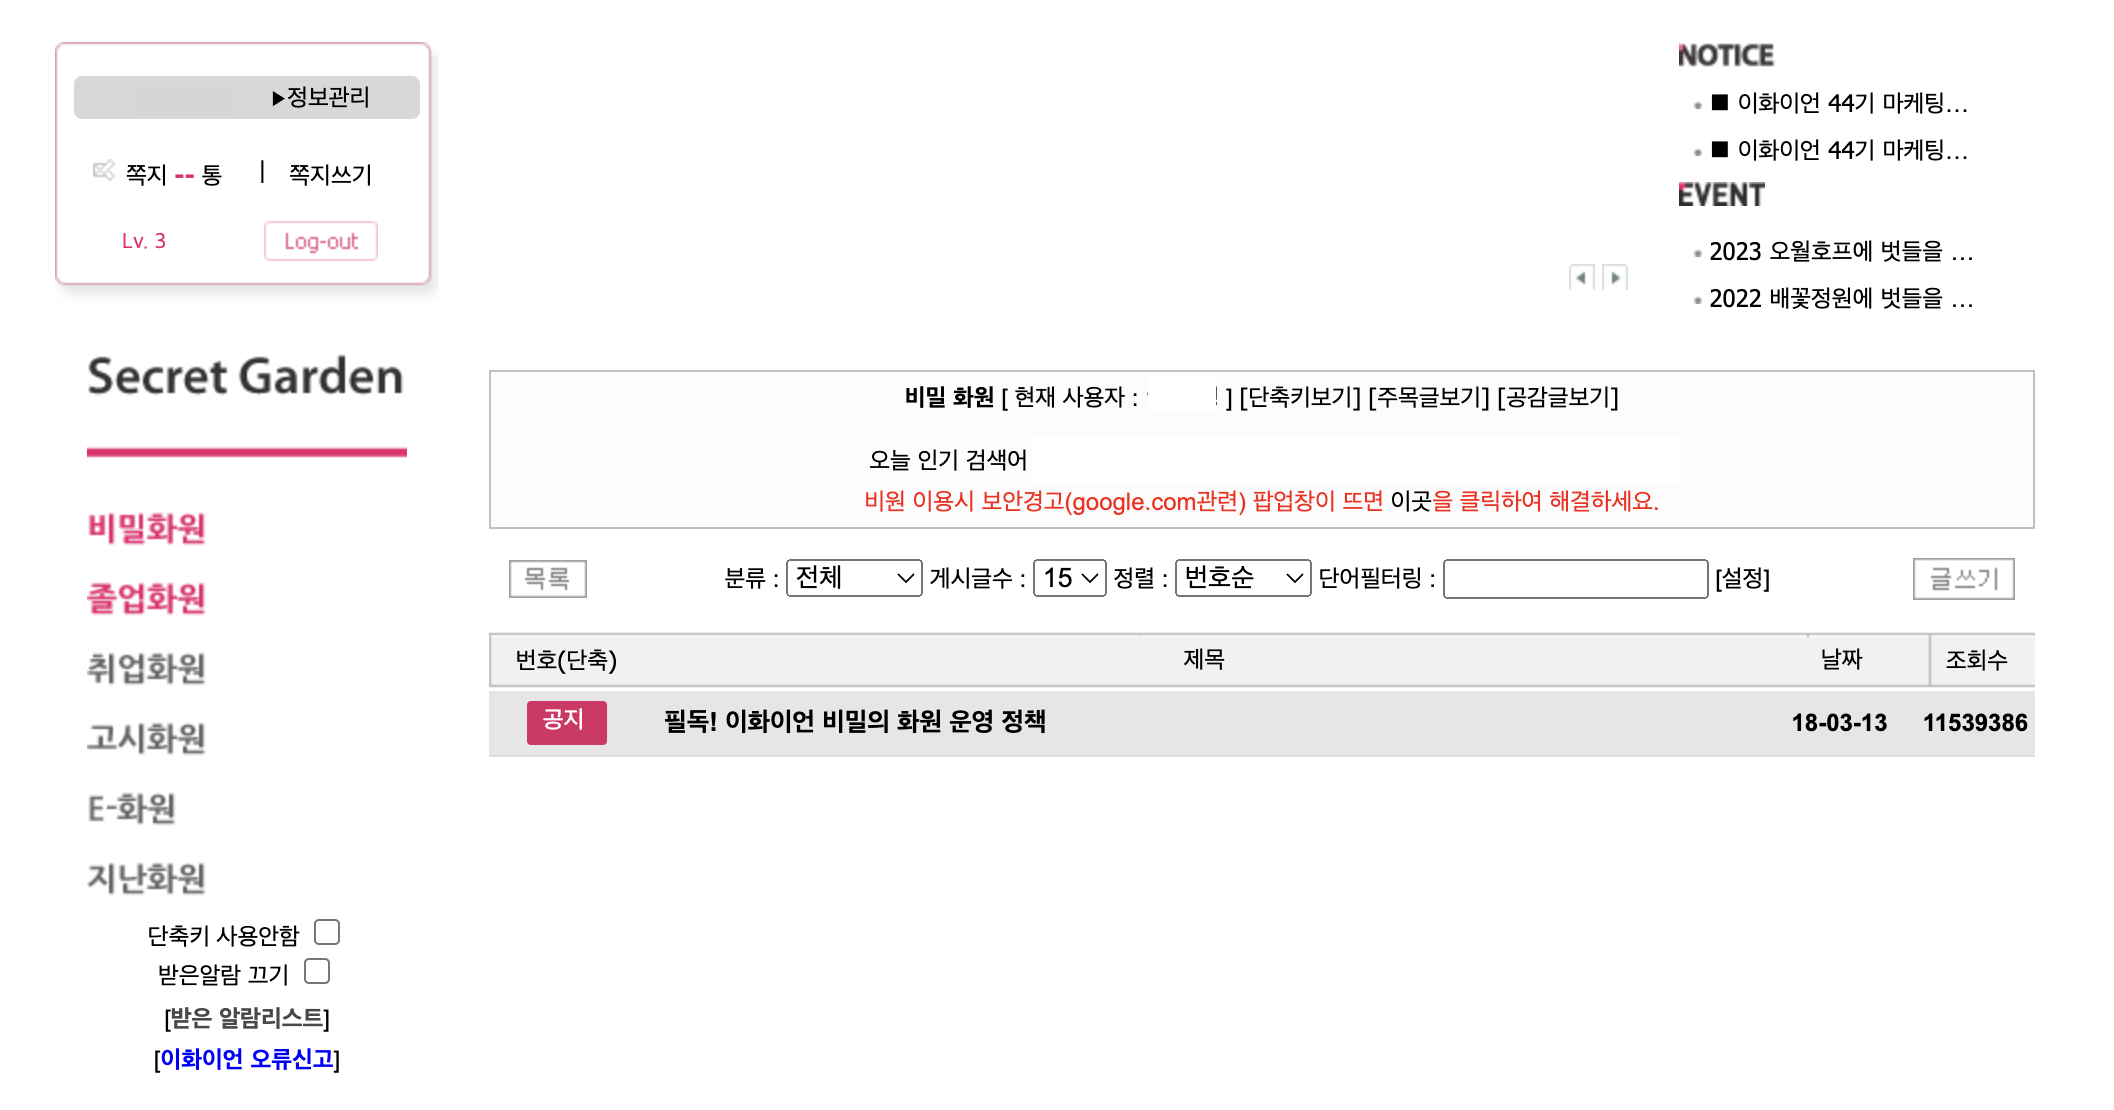 ▶정보관리
쪽지 -- 통 | 쪽지쓰기
Lv. 3
Log-out
NOTICE
■ 이화이언 44기 마케팅...
■ 이화이언 44기 마케팅...
EVENT
2023 오월호프에 벗들을 ...
2022 배꽃정원에 벗들을 ...
Secret Garden
비밀화원
졸업화원
취업화원
고시화원
E-화원
지난화원
단축키 사용안함
받은알람 끄기
[받은 알람리스트]
[이화이언 오류신고]
비밀 화원 [ 현재 사용자 : ! ] [단축키보기] [주목글보기] [공감글보기]
오늘 인기 검색어
비원 이용시 보안경고(google.com관련) 팝업창이 뜨면 이곳을 클릭하여 해결하세요.
목록 분류 : 전체 게시글수 : 15 정렬 : 번호순 단어필터링 : [설정] 글쓰기
번호(단축) 제목 날짜 조회수
공지 필독! 이화이언 비밀의 화원 운영 정책 18-03-13 11539386